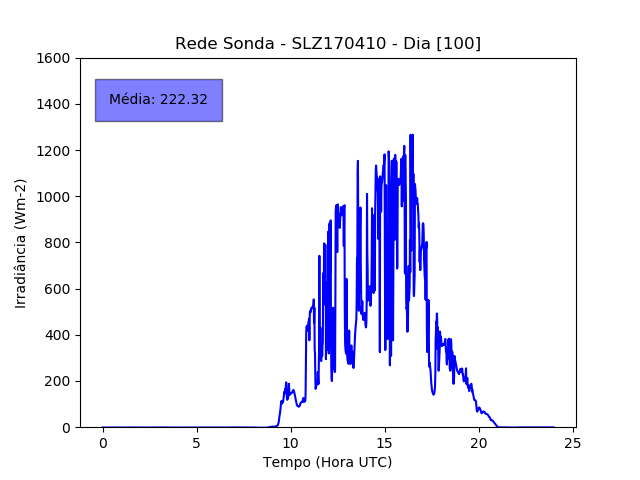 Rede Sonda - SLZ170410 - Dia [100]
1600
1400
1200
1000
800
600
400
200
0
Irradiância (Wm-2)
Média: 222.32
0 5 10 15 20 25
Tempo (Hora UTC)